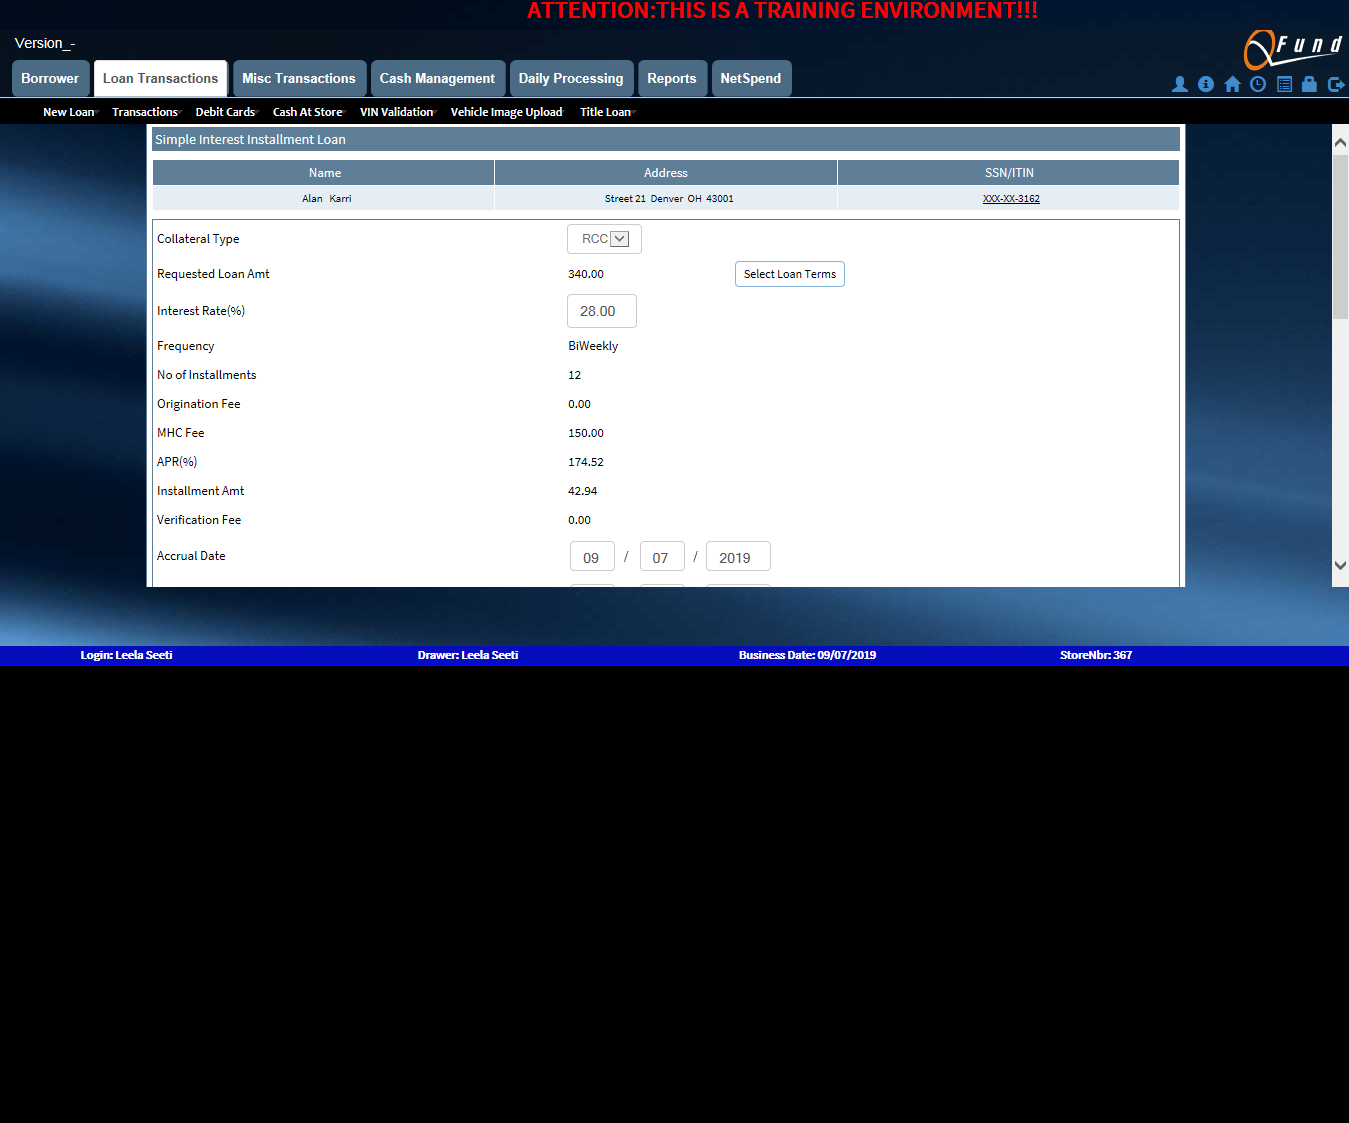 ATTENTION:THIS IS A TRAINING ENVIRONMENT!!!
Version_-
Fund
Borrower Loan Transactions Misc Transactions Cash Management Daily Processing Reports NetSpend
New Loan Transactions Debit Cards Cash At Store VIN Validation Vehicle Image Upload Title Loan
Simple Interest Installment Loan
Name Address SSN/ITIN
Alan Karri Street 21 Denver OH 43001 XXX-XX-3162
Collateral Type RCC
Requested Loan Amt 340.00 Select Loan Terms
Interest Rate(%) 28.00
Frequency BiWeekly
No of Installments 12
Origination Fee 0.00
MHC Fee 150.00
APR(%) 174.52
Installment Amt 42.94
Verification Fee 0.00
Accrual Date 09 / 07 / 2019
Login: Leela Seeti Drawer: Leela Seeti Business Date: 09/07/2019 StoreNbr: 367